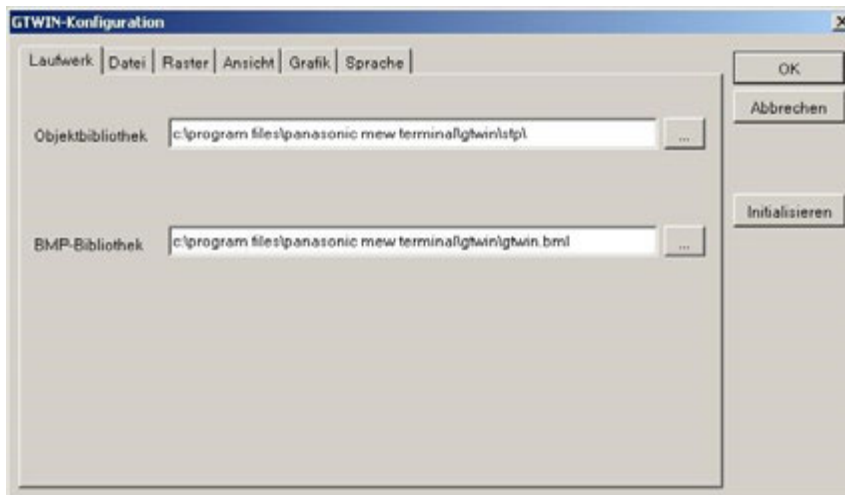 GTWIN-Konfiguration
Laufwerk Datei Raster Ansicht Grafik Sprache
OK
Abbrechen
Objektbibliothek c:\program files\panasonic mew terminal\gtwin\stp\ ...
Initialisieren
BMP-Bibliothek c:\program files\panasonic mew terminal\gtwin\gtwin.bml ...